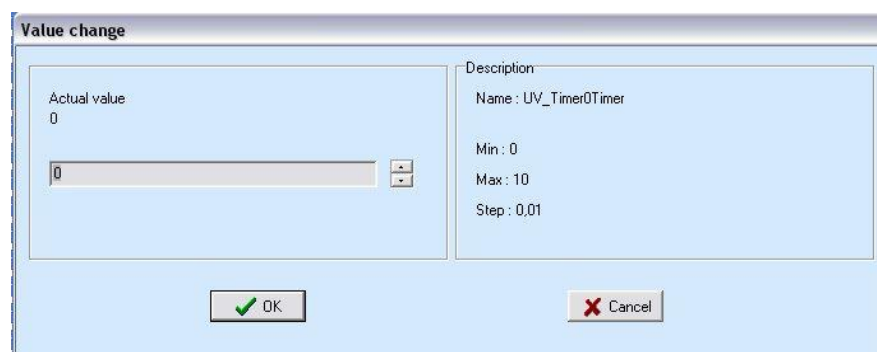 Value change
Actual value
0
0
Description
Name : UV_Timer0Timer
Min : 0
Max : 10
Step : 0,01
OK
Cancel